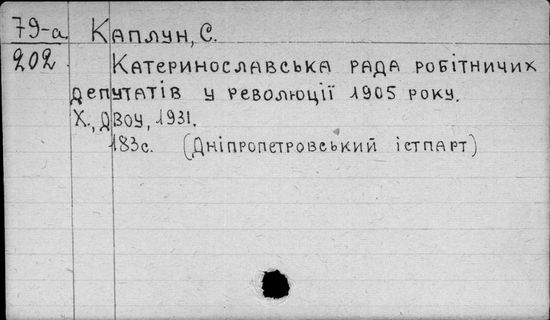 79-а Каплун, С.
202 Катеринославська рада робітничих
депутатів у революції 1905 року.
Х., ДВОУ, 1931.
183с. (Дніпропетровський істпарт)